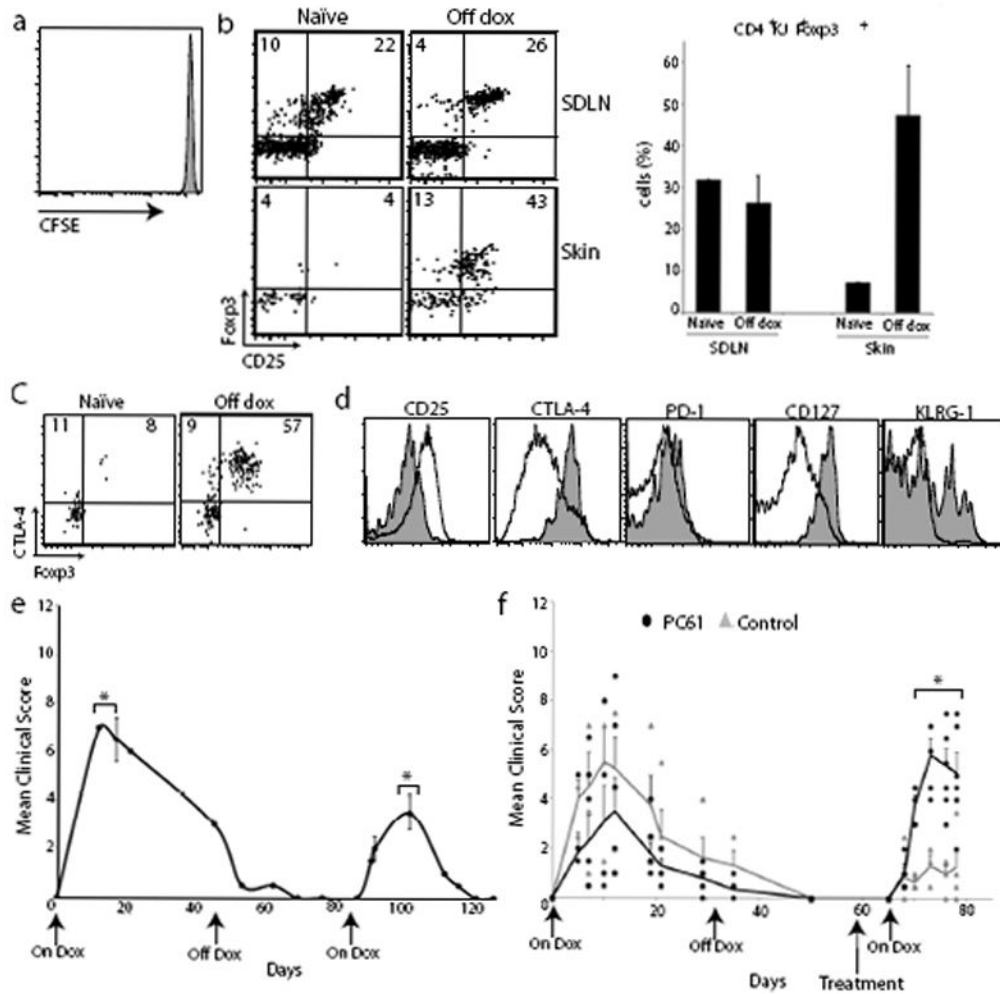 a
CFSE
b
Naïve
Off dox
10
22
4
26
SDLN
4
4
13
43
Skin
Foxp3
CD25
CD4
Foxp3
+
cells (%)
60
50
40
30
20
10
0
Naïve
Off dox
Naïve
Off dox
SDLN
Skin
C
Naïve
Off dox
11
8
9
57
CTLA-4
Foxp3
d
CD25
CTLA-4
PD-1
CD127
KLRG-1
e
Mean Clinical Score
12
10
8
6
4
2
0
20
40
60
80
100
120
*
*
On Dox
Off Dox
On Dox
Days
f
Mean Clinical Score
12
10
8
6
4
2
0
20
40
60
80
PC61
Control
*
On Dox
Off Dox
On Dox
Days
Treatment